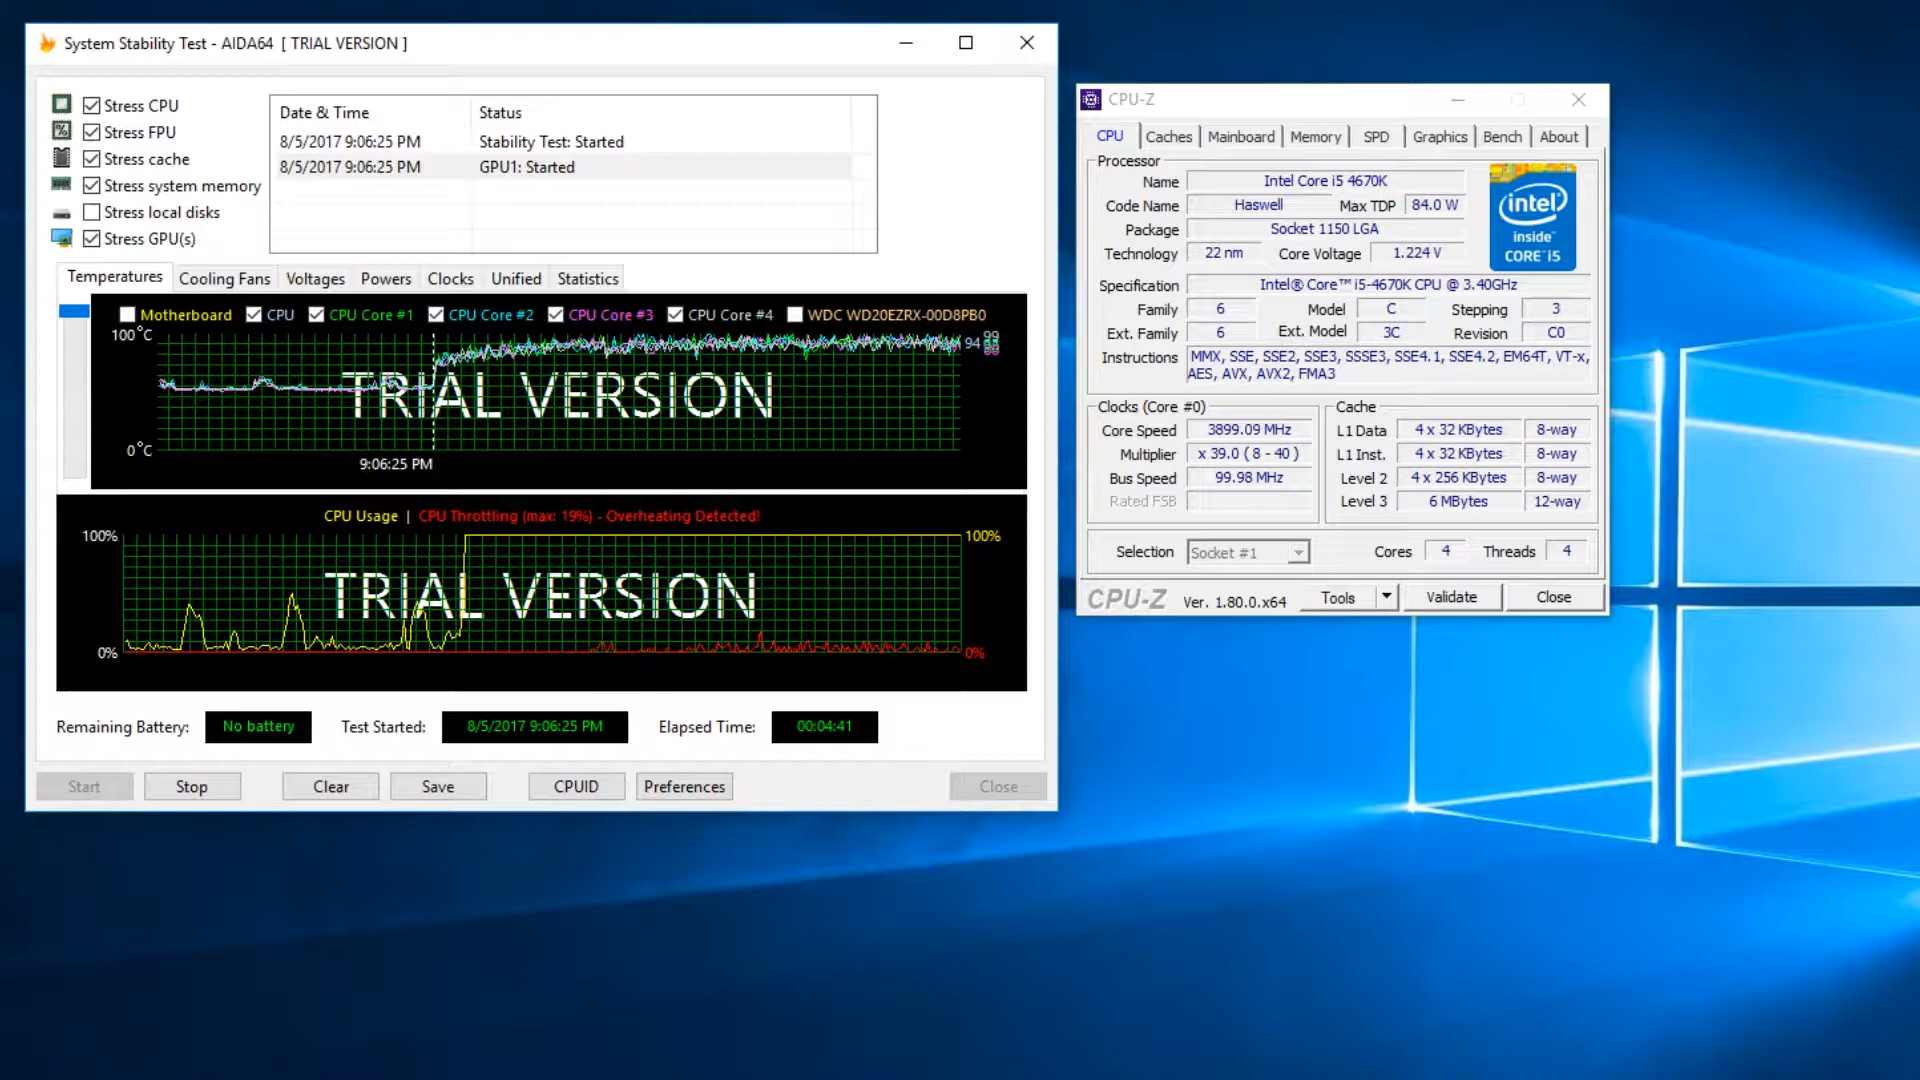 System Stability Test - AIDA64 [ TRIAL VERSION ]
Stress CPU
Stress FPU
Stress cache
Stress system memory
Stress local disks
Stress GPU(s)
Date & Time Status
8/5/2017 9:06:25 PM Stability Test: Started
8/5/2017 9:06:25 PM GPU1: Started
Temperatures Cooling Fans Voltages Powers Clocks Unified Statistics
Motherboard CPU CPU Core #1 CPU Core #2 CPU Core #3 CPU Core #4 WDC WD20EZRX-00D8PB0
100°C
99
94
TRIAL VERSION
0°C
9:06:25 PM
CPU Usage | CPU Throttling (max: 19%) - Overheating Detected!
100% 100%
TRIAL VERSION
0% 0%
Remaining Battery: No battery Test Started: 8/5/2017 9:06:25 PM Elapsed Time: 00:04:41
Start Stop Clear Save CPUID Preferences Close
CPU-Z
CPU Caches Mainboard Memory SPD Graphics Bench About
Processor
Name Intel Core i5 4670K
Code Name Haswell Max TDP 84.0 W
Package Socket 1150 LGA
Technology 22 nm Core Voltage 1.224 V
intel
inside™
CORE™i5
Specification Intel® Core™ i5-4670K CPU @ 3.40GHz
Family 6 Model C Stepping 3
Ext. Family 6 Ext. Model 3C Revision C0
Instructions MMX, SSE, SSE2, SSE3, SSSE3, SSE4.1, SSE4.2, EM64T, VT-x,
AES, AVX, AVX2, FMA3
Clocks (Core #0)
Core Speed 3899.09 MHz
Multiplier x 39.0 ( 8 - 40 )
Bus Speed 99.98 MHz
Rated FSB
Cache
L1 Data 4 x 32 KBytes 8-way
L1 Inst. 4 x 32 KBytes 8-way
Level 2 4 x 256 KBytes 8-way
Level 3 6 MBytes 12-way
Selection Socket #1 Cores 4 Threads 4
CPU-Z Ver. 1.80.0.x64 Tools Validate Close